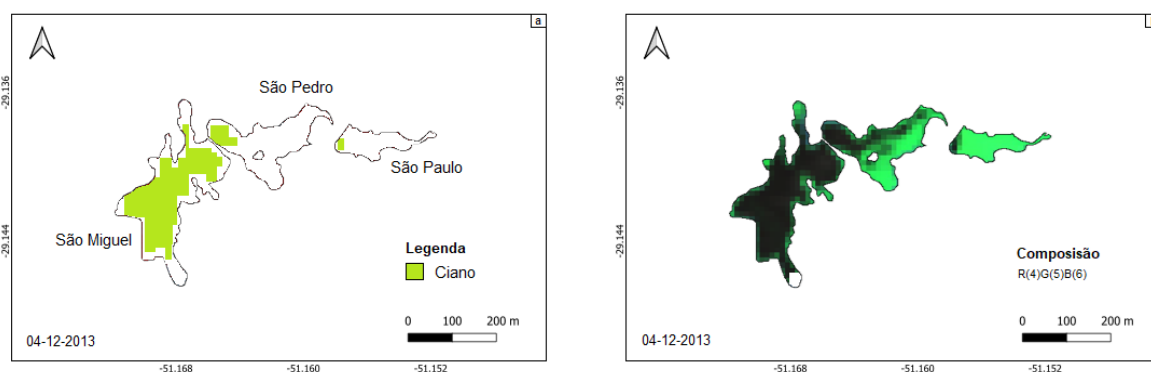 a
São Pedro
São Paulo
São Miguel
Legenda
Ciano
0 100 200 m
04-12-2013
-29.136
-29.144
-51.168 -51.160 -51.152
Composisão
R(4)G(5)B(6)
0 100 200 m
04-12-2013
-29.136
-29.144
-51.168 -51.160 -51.152